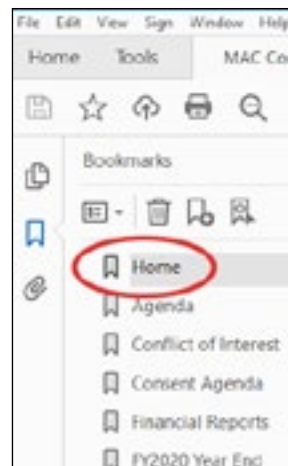 File Edit View Sign Window Help
Home Tools MAC Co
Bookmarks
Home
Agenda
Conflict of Interest
Consent Agenda
Financial Reports
FY2020 Year End